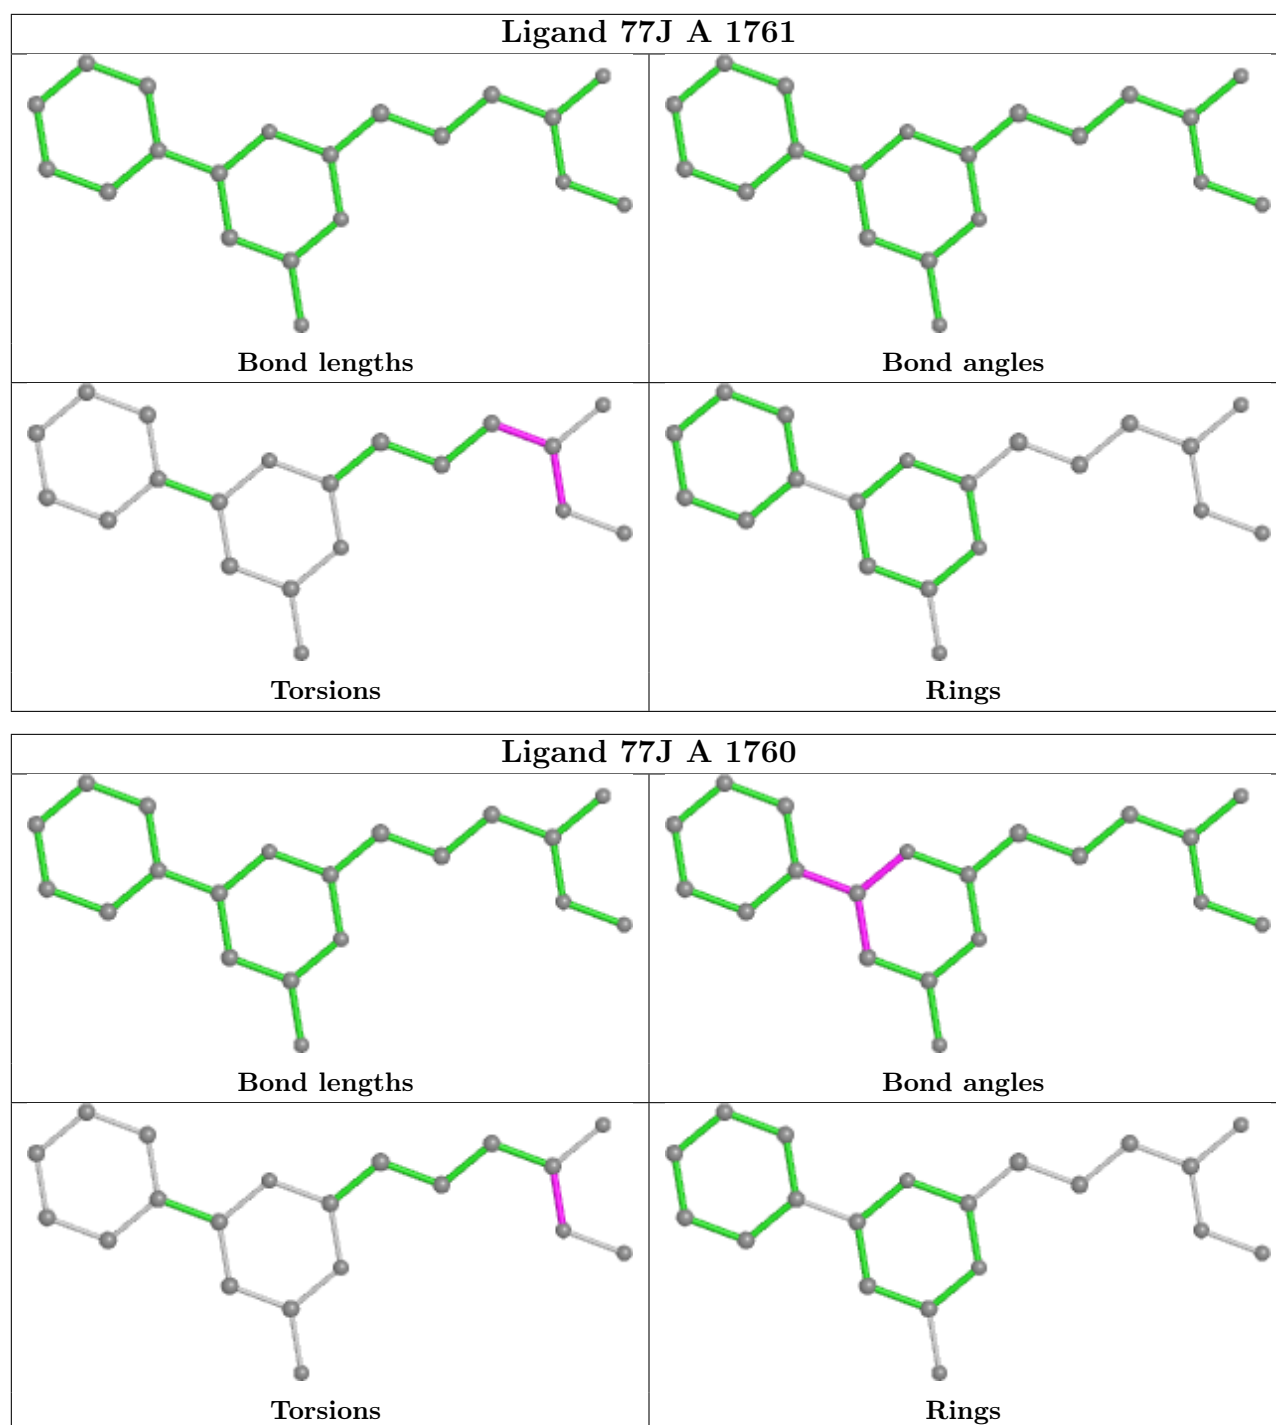 Ligand 77J A 1761
Bond lengths
Bond angles
Torsions
Rings
Ligand 77J A 1760
Bond lengths
Bond angles
Torsions
Rings